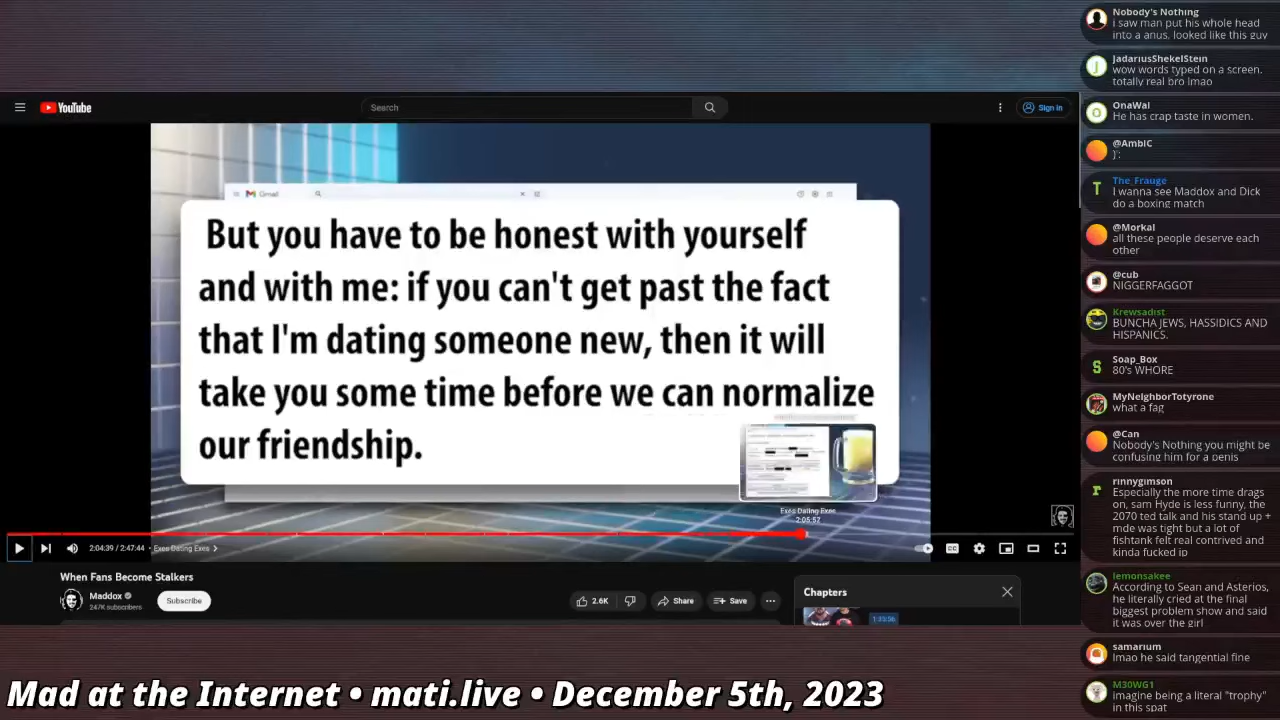 YouTube
Search
Sign in
Gmail
But you have to be honest with yourself
and with me: if you can't get past the fact
that I'm dating someone new, then it will
take you some time before we can normalize
our friendship.
Exes Dating Exes
2:05:57
2:04:39 / 2:47:44 • Exes Dating Exes
When Fans Become Stalkers
Maddox
247K subscribers
Subscribe
2.6K
Share
Save
Chapters
1:33:56
Mad at the Internet • mati.live • December 5th, 2023
Nobody's Nothing
i saw man put his whole head
into a anus. looked like this guy
JadariusShekelStein
wow words typed on a screen.
totally real bro lmao
OnaWal
He has crap taste in women.
@AmbIC
):
The_Frauge
I wanna see Maddox and Dick
do a boxing match
@Morkal
all these people deserve each
other
@cub
NIGGERFAGGOT
Krewsadist
BUNCHA JEWS, HASSIDICS AND
HISPANICS.
Soap_Box
80's WHORE
MyNeighborTotyrone
what a fag
@Can
Nobody's Nothing you might be
confusing him for a penis
rinnygimson
Especially the more time drags
on, sam Hyde is less funny, the
2070 ted talk and his stand up +
nde was tight but a lot of
fishtank felt real contrived and
kinda fucked ip
lemonsakee
According to Sean and Asterios,
he literally cried at the final
biggest problem show and said
it was over the girl
samarium
lmao he said tangential fine
M30WG1
imagine being a literal "trophy"
in this spat